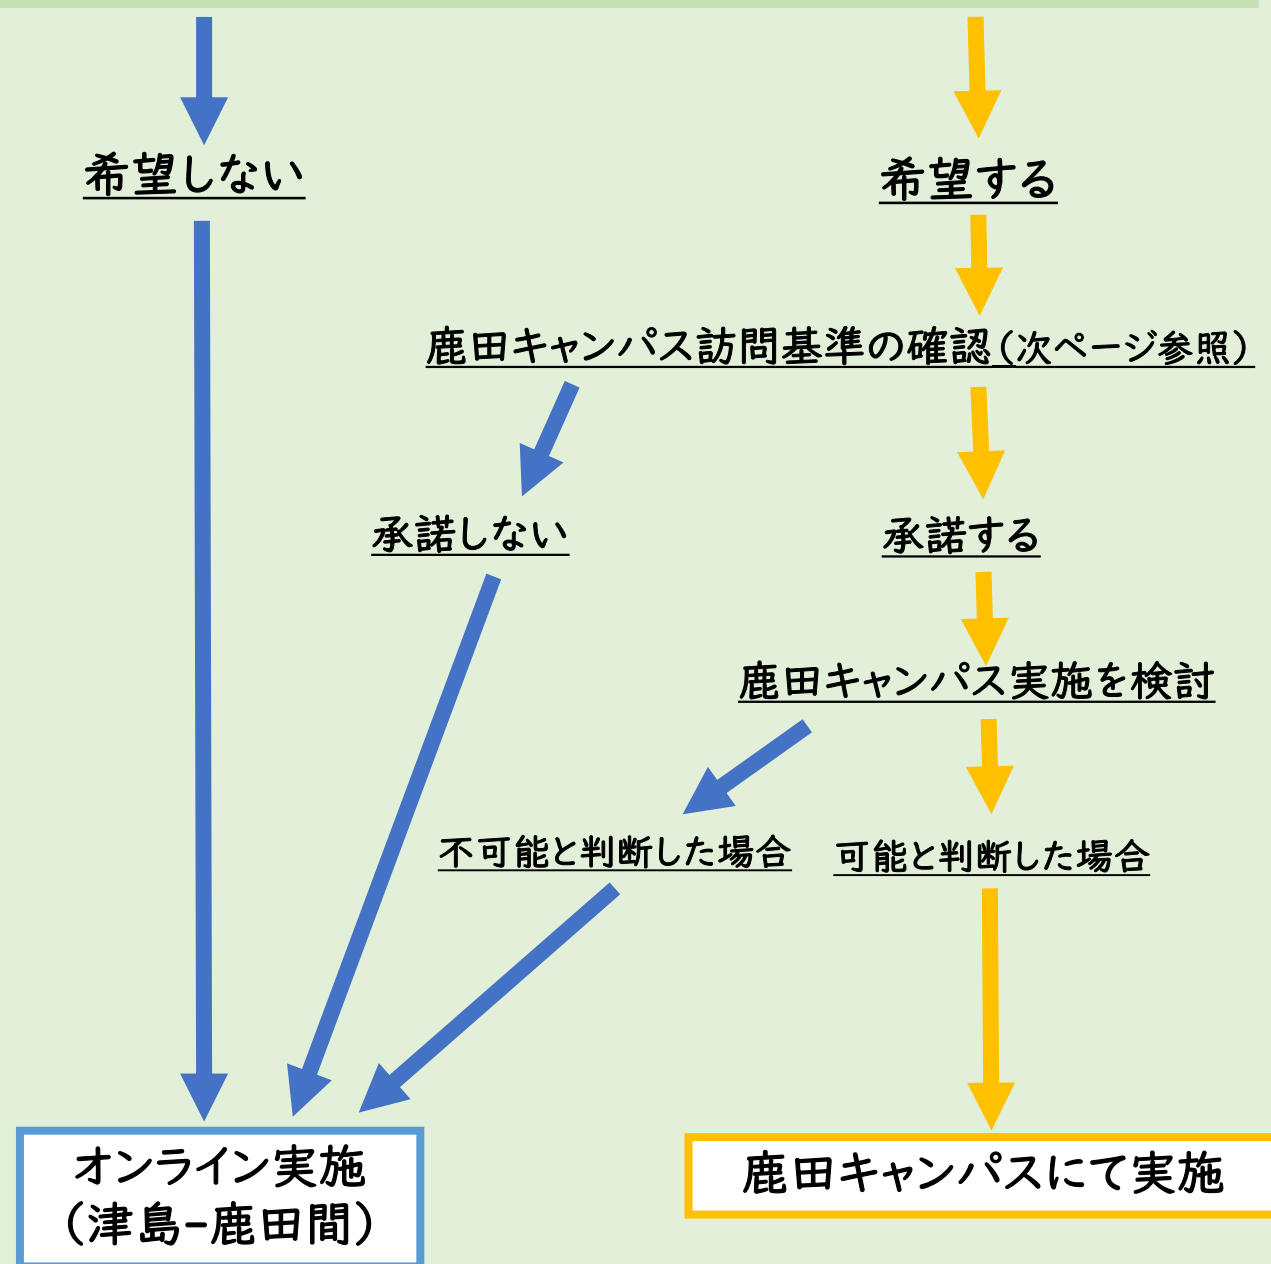 希望しない
希望する
鹿田キャンパス訪問基準の確認(次ページ参照)
承諾しない
承諾する
鹿田キャンパス実施を検討
不可能と判断した場合
可能と判断した場合
オンライン実施
(津島-鹿田間)
鹿田キャンパスにて実施